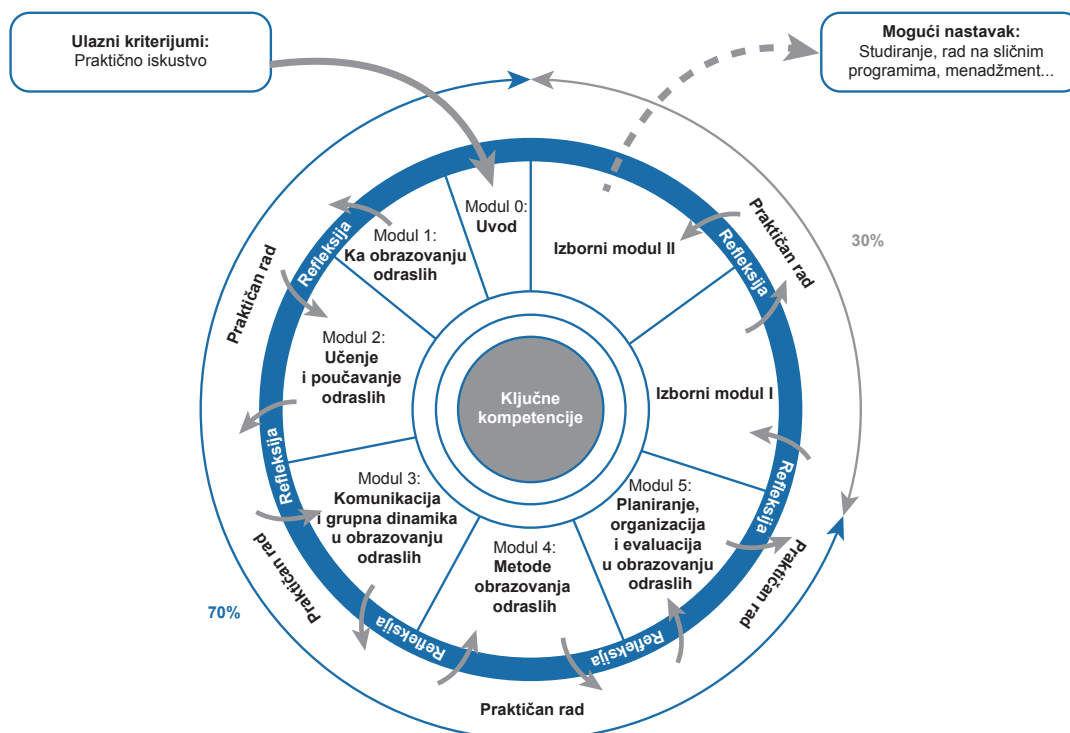 Ulazni kriterijumi:
Praktično iskustvo
Mogući nastavak:
Studiranje, rad na sličnim
programima, menadžment...
Modul 0:
Uvod
Modul 1:
Ka obrazovanju
odraslih
Modul 2:
Učenje
i poučavanje
odraslih
Modul 3:
Komunikacija
i grupna dinamika
u obrazovanju
odraslih
Modul 4:
Metode
obrazovanja
odraslih
Modul 5:
Planiranje,
organizacija
i evaluacija
u obrazovanju
odraslih
Izborni modul I
Izborni modul II
Ključne
kompetencije
Refleksija
Refleksija
Refleksija
Refleksija
Refleksija
Refleksija
Praktičan rad
Praktičan rad
Praktičan rad
Praktičan rad
Praktičan rad
70%
30%